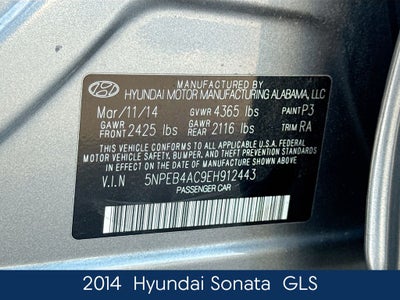 MANUFACTURED BY
HYUNDAI MOTOR MANUFACTURING ALABAMA, LLC
Mar/11/14 GVWR 4365 lbs PAINT P3
GAWR FRONT 2425 lbs GAWR REAR 2116 lbs TRIM RA
THIS VEHICLE CONFORMS TO ALL APPLICABLE U.S.A. FEDERAL
MOTOR VEHICLE SAFETY, BUMPER, AND THEFT PREVENTION STANDARDS
IN EFFECT ON THE DATE OF MANUFACTURE SHOWN ABOVE.
V.I.N 5NPEB4AC9EH912443
PASSENGER CAR
2014 Hyundai Sonata GLS